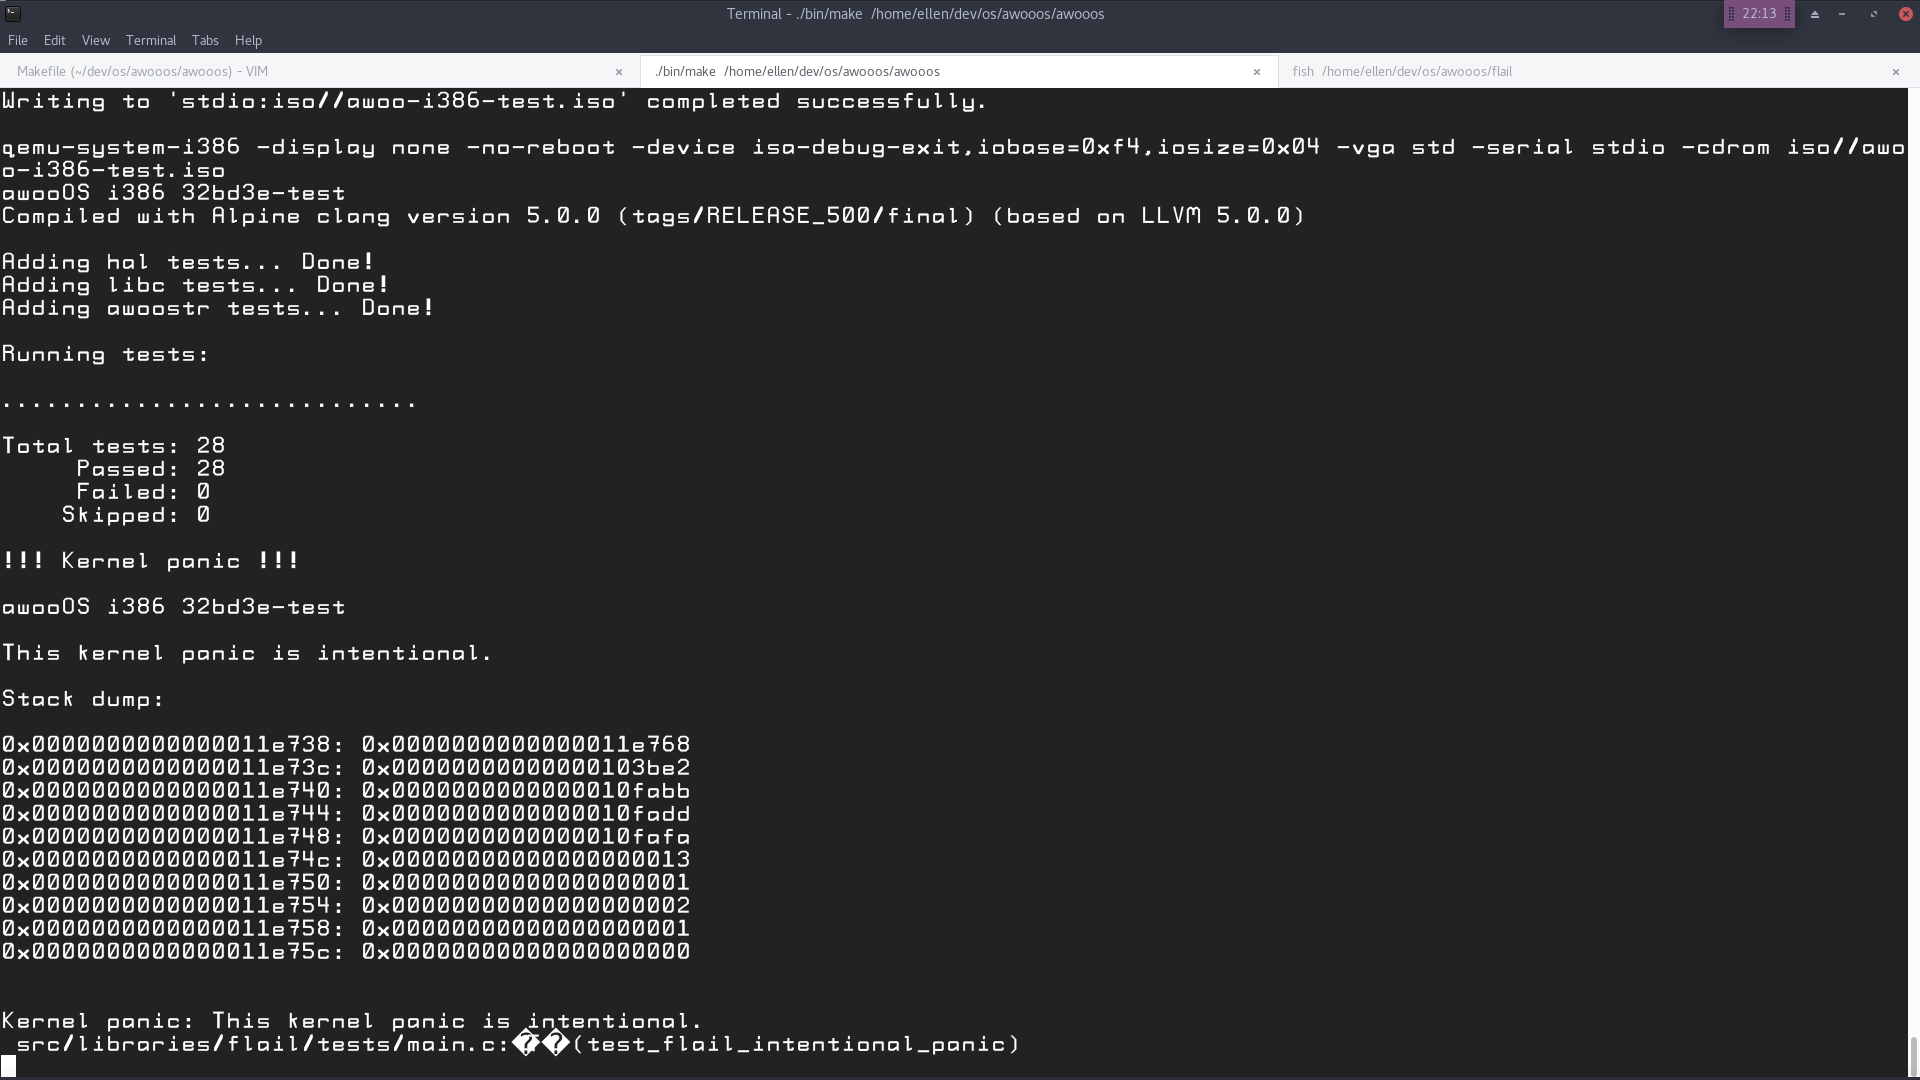 Terminal - ./bin/make  /home/ellen/dev/os/awooos/awooos
22:13
File Edit View Terminal Tabs Help
Makefile (~/dev/os/awooos/awooos) - VIM
./bin/make  /home/ellen/dev/os/awooos/awooos
fish  /home/ellen/dev/os/awooos/flail
Writing to 'stdio:iso//awoo-i386-test.iso' completed successfully.
qemu-system-i386 -display none -no-reboot -device isa-debug-exit,iobase=0xf4,iosize=0x04 -vga std -serial stdio -cdrom iso//awo
o-i386-test.iso
awooOS i386 32bd3e-test
Compiled with Alpine clang version 5.0.0 (tags/RELEASE_500/final) (based on LLVM 5.0.0)
Adding hal tests... Done!
Adding libc tests... Done!
Adding awoostr tests... Done!
Running tests:
............................
Total tests: 28
Passed: 28
Failed: 0
Skipped: 0
!!! Kernel panic !!!
awooOS i386 32bd3e-test
This kernel panic is intentional.
Stack dump:
0x000000000000011e738: 0x000000000000011e768
0x000000000000011e73c: 0x0000000000000103be2
0x000000000000011e740: 0x000000000000010fabb
0x000000000000011e744: 0x000000000000010fadd
0x000000000000011e748: 0x000000000000010fafa
0x000000000000011e74c: 0x00000000000000000013
0x000000000000011e750: 0x00000000000000000001
0x000000000000011e754: 0x00000000000000000002
0x000000000000011e758: 0x00000000000000000001
0x000000000000011e75c: 0x00000000000000000000
Kernel panic: This kernel panic is intentional.
src/libraries/flail/tests/main.c:��(test_flail_intentional_panic)